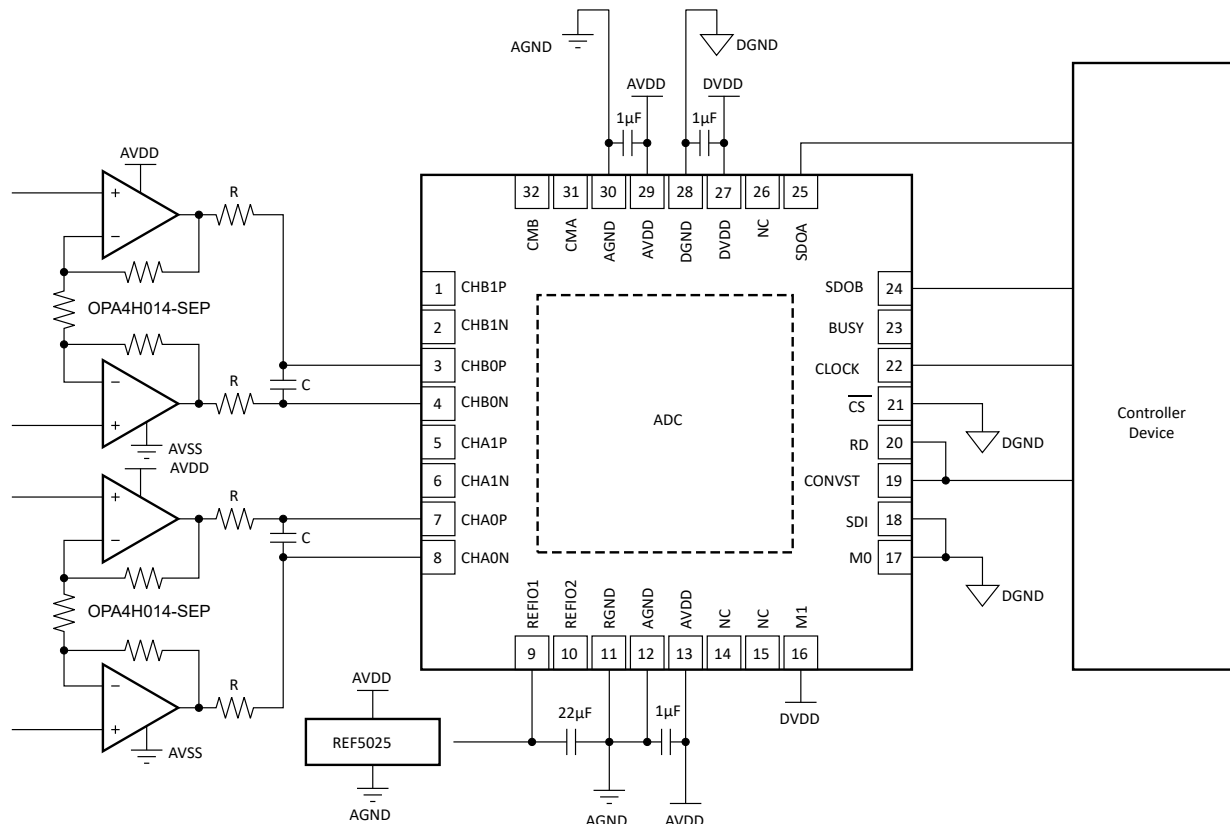 AGND
DGND
AVDD
DVDD
1µF
1µF
AVDD
R
32
31
30
29
28
27
26
25
CMB
CMA
AGND
AVDD
DGND
DVDD
NC
SDOA
OPA4H014-SEP
R
C
AVSS
AVDD
R
C
OPA4H014-SEP
R
AVSS
1 CHB1P
2 CHB1N
3 CHB0P
4 CHB0N
5 CHA1P
6 CHA1N
7 CHA0P
8 CHA0N
ADC
SDOB 24
BUSY 23
CLOCK 22
CS 21
RD 20
CONVST 19
SDI 18
M0 17
DGND
DGND
Controller
Device
REFIO1
REFIO2
RGND
AGND
AVDD
NC
NC
M1
9
10
11
12
13
14
15
16
AVDD
REF5025
AGND
22µF
1µF
DVDD
AGND
AVDD